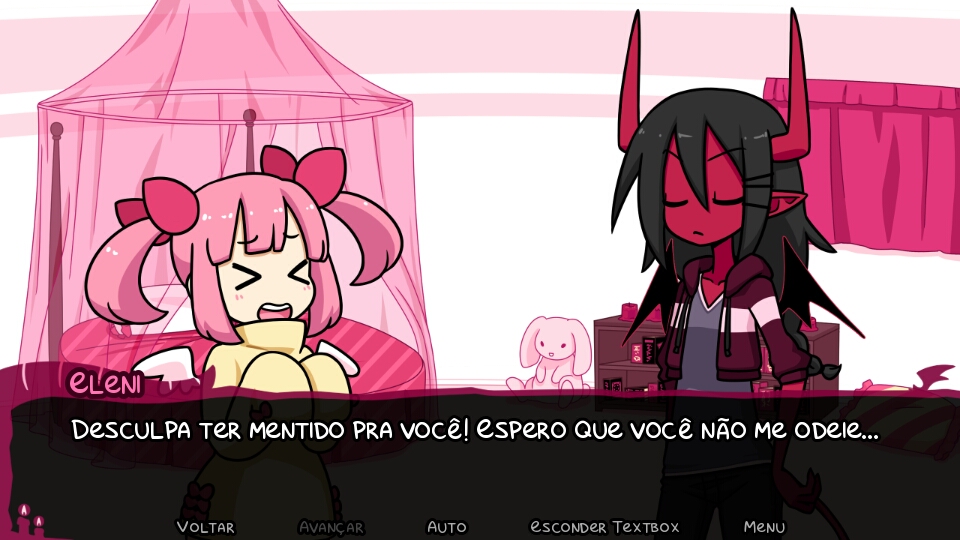 Eleni
Desculpa ter mentido pra você! Espero que você não me odeie...
Voltar Avançar Auto Esconder Textbox Menu